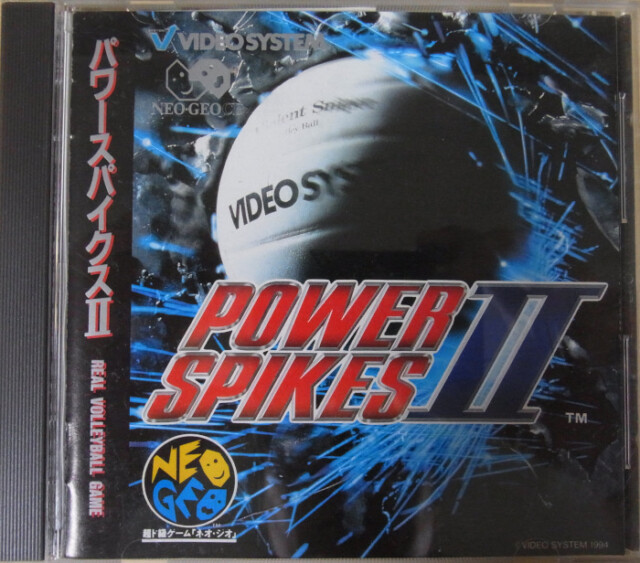 パワースパイクスII
REAL VOLLEYBALL GAME
VIDEO SYSTEM
NEO-GEO CD
VIDEO SYS
POWER
SPIKES II
TM
NEO
GEO
TM
超ド級ゲーム「ネオ・ジオ」
©VIDEO SYSTEM 1994